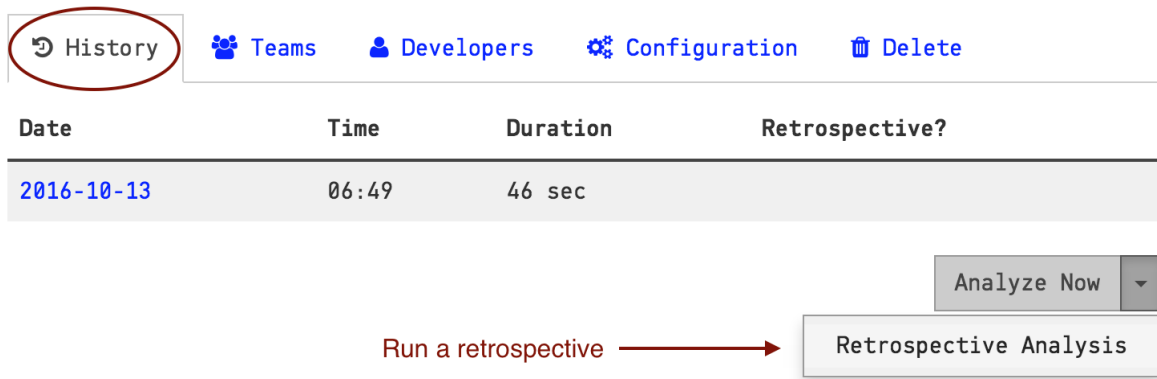 History Teams Developers Configuration Delete
Date Time Duration Retrospective?
2016-10-13 06:49 46 sec
Analyze Now
Run a retrospective Retrospective Analysis